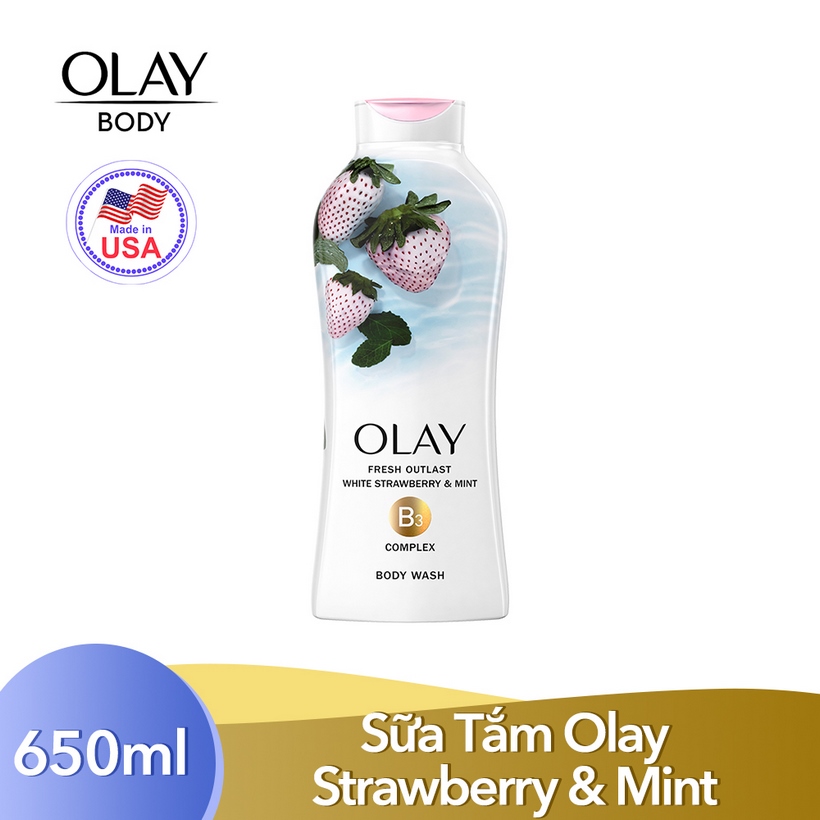 OLAY
BODY
Made in
USA
OLAY
FRESH OUTLAST
WHITE STRAWBERRY & MINT
B3
COMPLEX
BODY WASH
650ml
Sữa Tắm Olay
Strawberry & Mint